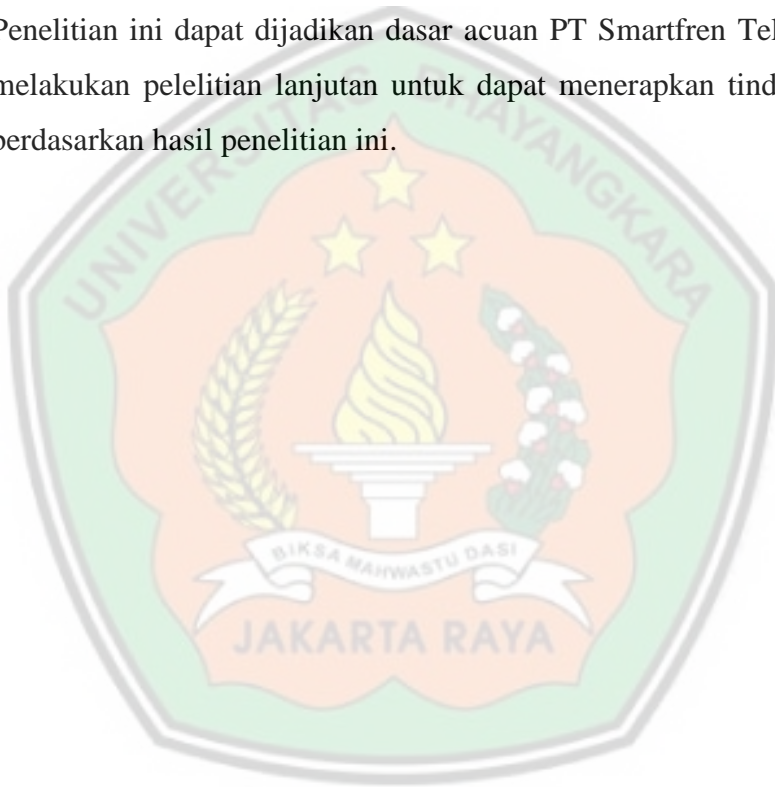 Penelitian ini dapat dijadikan dasar acuan PT Smartfren Tel
melakukan pelelitian lanjutan untuk dapat menerapkan tind
berdasarkan hasil penelitian ini.
UNIVERSITAS BHAYANGKARA
BIKSA MAHWASTU DASI
JAKARTA RAYA